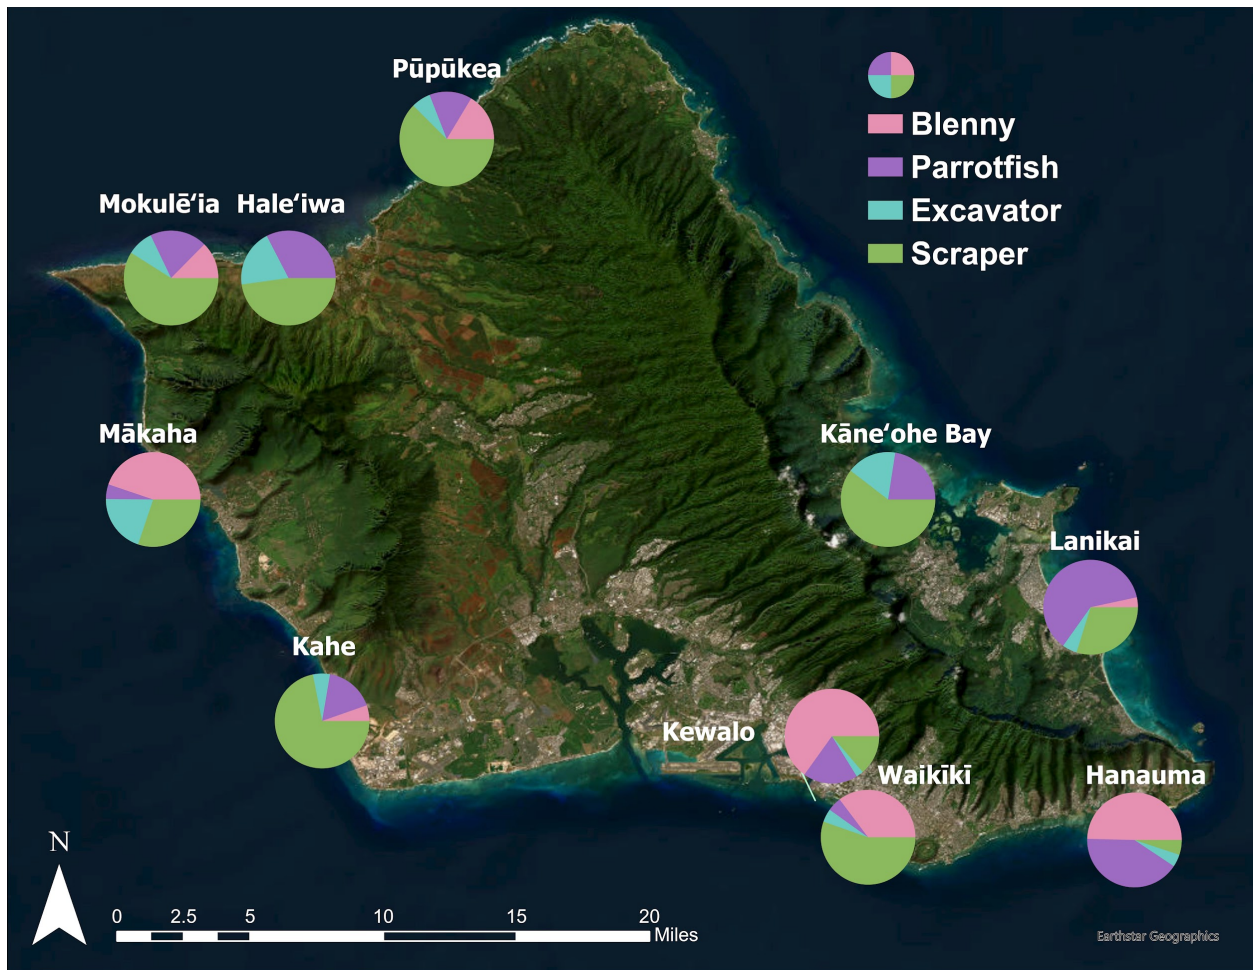 Pūpūkea
Blenny
Parrotfish
Excavator
Scraper
Mokulēʻia
Haleʻiwa
Mākaha
Kāneʻohe Bay
Lanikai
Kahe
Kewalo
Waikīkī
Hanauma
N
0 2.5 5 10 15 20
Miles
Earthstar Geographics